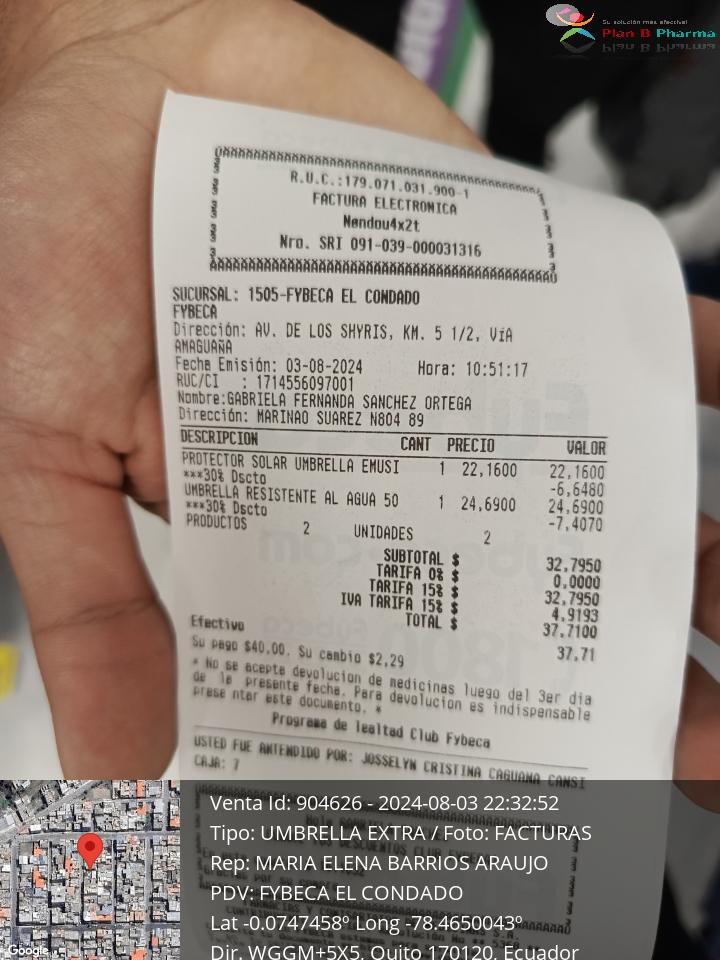 Su solución más efectiva!
Plan B Pharma
R.U.C.:179.071.031.900-1
FACTURA ELECTRONICA
Nandou4x2t
Nro. SRI 091-039-000031316
SUCURSAL: 1505-FYBECA EL CONDADO
FYBECA
Dirección: AV. DE LOS SHYRIS, KM. 5 1/2, VíA
AMAGUAñA
Fecha Emisión: 03-08-2024 Hora: 10:51:17
RUC/CI : 1714556097001
Nombre:GABRIELA FERNANDA SANCHEZ ORTEGA
Dirección: MARINAO SUAREZ N804 89
DESCRIPCION CANT PRECIO VALOR
PROTECTOR SOLAR UMBRELLA EMUSI 1 22,1600 22,1600
***30% Dscto -6,6480
UMBRELLA RESISTENTE AL AGUA 50 1 24,6900 24,6900
***30% Dscto -7,4070
PRODUCTOS 2 UNIDADES 2
SUBTOTAL $ 32,7950
TARIFA 0% $ 0,0000
TARIFA 15% $ 32,7950
IVA TARIFA 15% $ 4,9193
TOTAL $ 37,7100
Efectivo 37,71
Su pago $40,00. Su cambio $2,29
* No se acepta devolucion de medicinas luego del 3er dia
de la presente fecha. Para devolucion es indispensable
prese ntar este documento. *
Programa de lealtad Club Fybeca
USTED FUE ANTENDIDO POR: JOSSELYN CRISTINA CAGUANA CANSI
CAJA: 7
Venta Id: 904626 - 2024-08-03 22:32:52
Tipo: UMBRELLA EXTRA / Foto: FACTURAS
Rep: MARIA ELENA BARRIOS ARAUJO
PDV: FYBECA EL CONDADO
Lat -0.0747458º Long -78.4650043º
Dir. WGGM+5X5, Quito 170120, Ecuador
Google